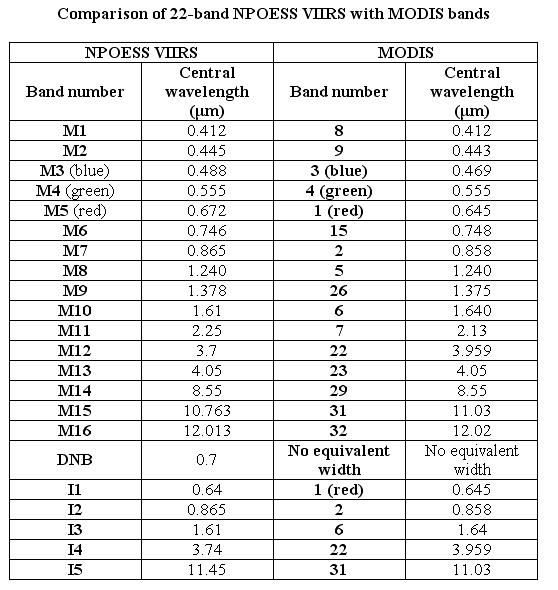 Comparison of 22-band NPOESS VIIRS with MODIS bands
NPOESS VIIRS MODIS
Band number Central wavelength (μm) Band number Central wavelength (μm)
M1 0.412 8 0.412
M2 0.445 9 0.443
M3 (blue) 0.488 3 (blue) 0.469
M4 (green) 0.555 4 (green) 0.555
M5 (red) 0.672 1 (red) 0.645
M6 0.746 15 0.748
M7 0.865 2 0.858
M8 1.240 5 1.240
M9 1.378 26 1.375
M10 1.61 6 1.640
M11 2.25 7 2.13
M12 3.7 22 3.959
M13 4.05 23 4.05
M14 8.55 29 8.55
M15 10.763 31 11.03
M16 12.013 32 12.02
DNB 0.7 No equivalent width No equivalent width
I1 0.64 1 (red) 0.645
I2 0.865 2 0.858
I3 1.61 6 1.64
I4 3.74 22 3.959
I5 11.45 31 11.03